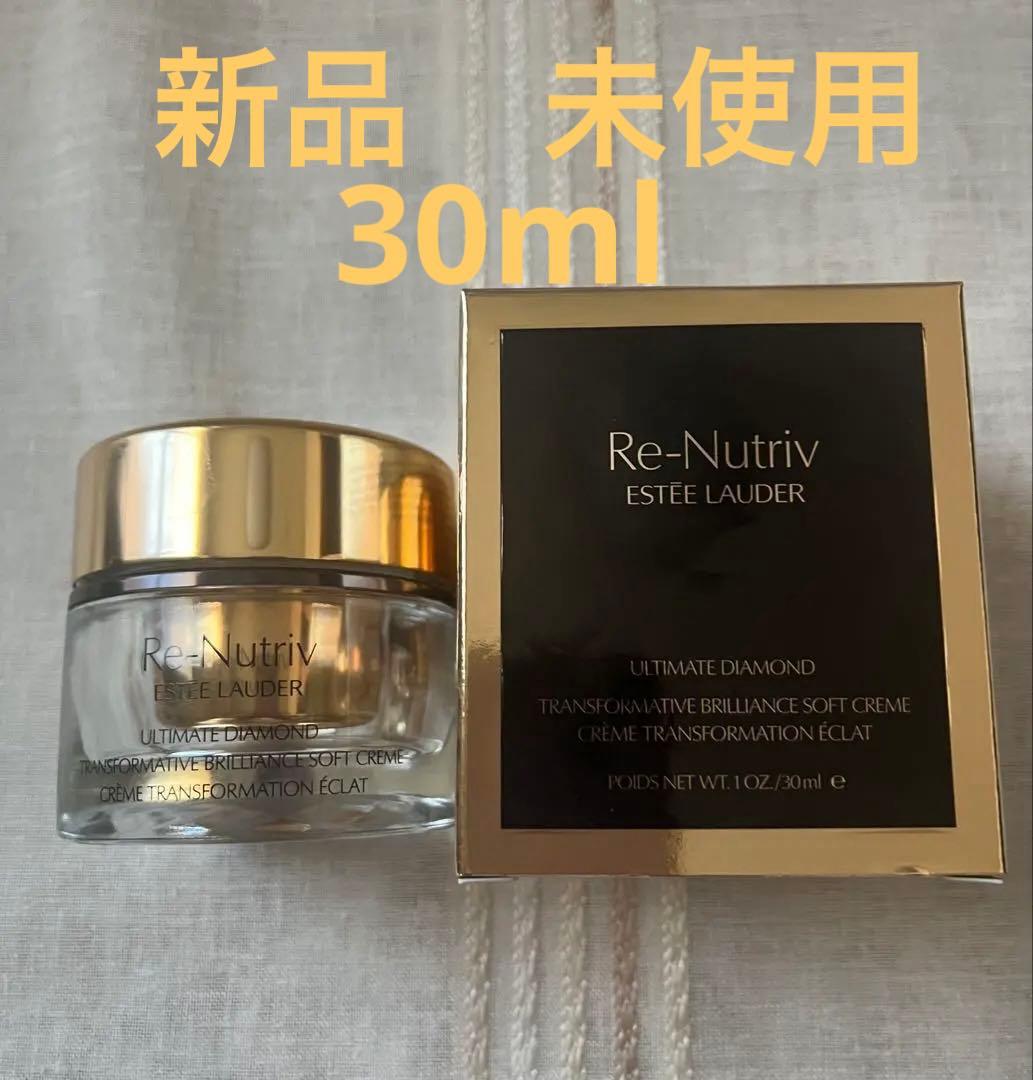 新品　未使用
30ml
Re-Nutriv
ESTĒE LAUDER
ULTIMATE DIAMOND
TRANSFORMATIVE BRILLIANCE SOFT CREME
CRÈME TRANSFORMATION ÉCLAT
POIDS NET WT. 1 OZ./30ml ℮
Re-Nutriv
ESTĒE LAUDER
ULTIMATE DIAMOND
TRANSFORMATIVE BRILLIANCE SOFT CREME
CRÈME TRANSFORMATION ÉCLAT